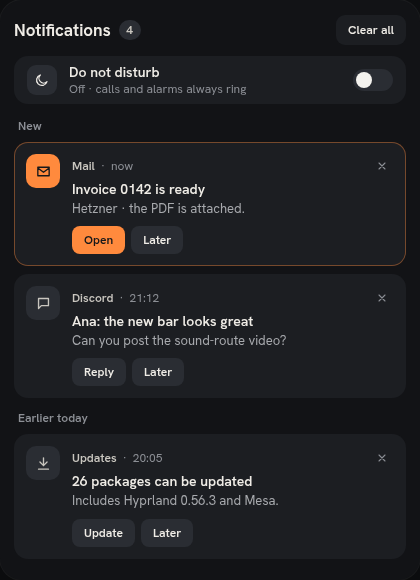 Notifications 4 Clear all
Do not disturb
Off · calls and alarms always ring
New
Mail · now
Invoice 0142 is ready
Hetzner · the PDF is attached.
Open Later
Discord · 21:12
Ana: the new bar looks great
Can you post the sound-route video?
Reply Later
Earlier today
Updates · 20:05
26 packages can be updated
Includes Hyprland 0.56.3 and Mesa.
Update Later